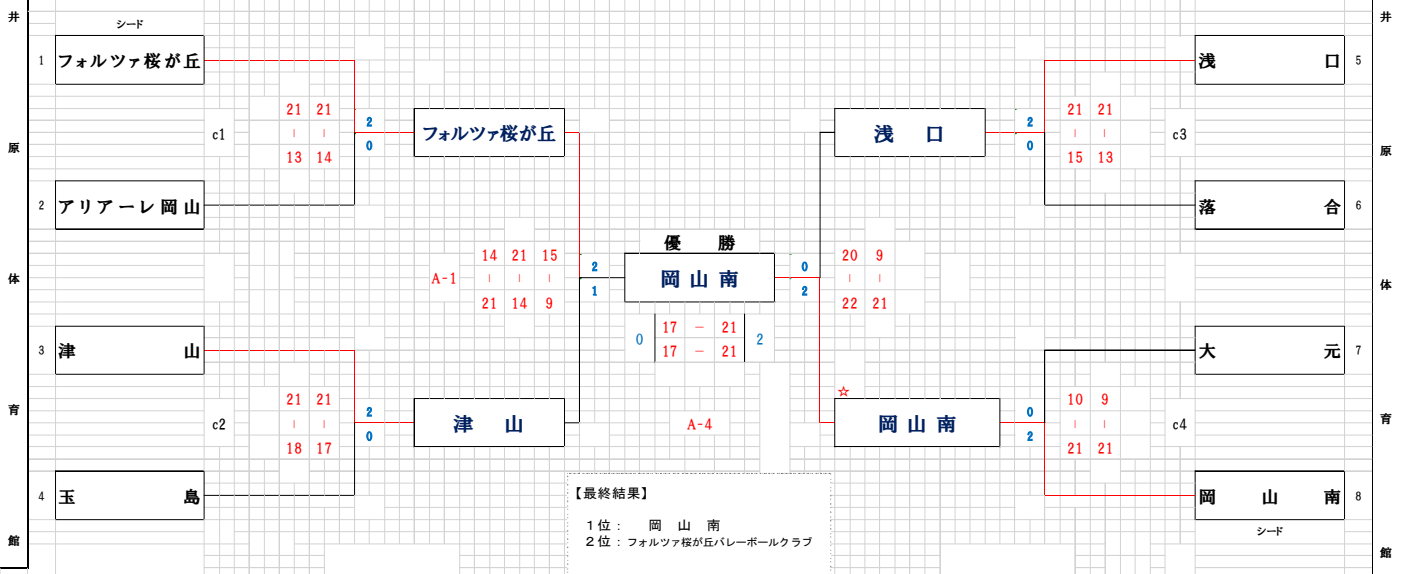 井 原 体 育 館
シード
1 フォルツァ桜が丘
c1
21 21
－ －
13 14
2
0
フォルツァ桜が丘
2 アリアーレ岡山
A-1
14 21 15
－ － －
21 14 9
2
1
3 津 山
c2
21 21
－ －
18 17
2
0
津 山
4 玉 島
優 勝
岡山南
0 17 － 21 2
17 － 21
A-4
浅 口
2
0
21 21
－ －
15 13
c3
浅 口 5
落 合 6
0
2
20 9
－ －
22 21
☆
岡山南
0
2
10 9
－ －
21 21
c4
大 元 7
岡 山 南 8
シード
井 原 体 育 館
【最終結果】
1位： 岡 山 南
2位：フォルツァ桜が丘バレーボールクラブ